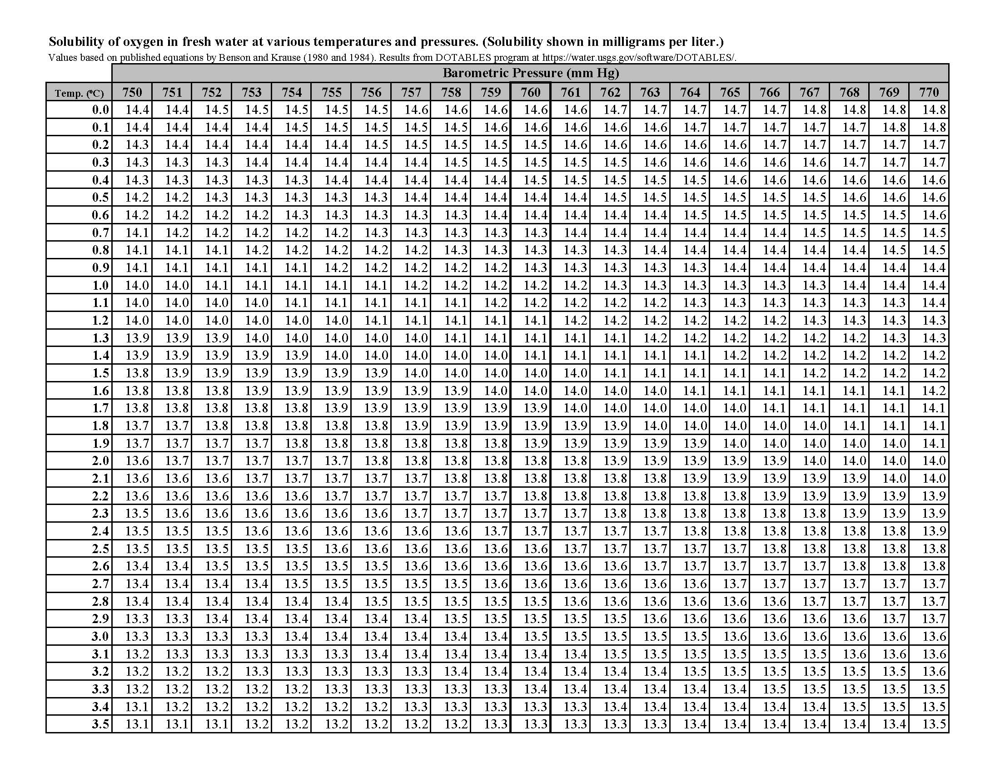 Solubility of oxygen in fresh water at various temperatures and pressures. (Solubility shown in milligrams per liter.)
Values based on published equations by Benson and Krause (1980 and 1984). Results from DOTABLES program at https://water.usgs.gov/software/DOTABLES/.
Barometric Pressure (mm Hg)
Temp. (ºC) 750 751 752 753 754 755 756 757 758 759 760 761 762 763 764 765 766 767 768 769 770
0.0 14.4 14.4 14.5 14.5 14.5 14.5 14.5 14.6 14.6 14.6 14.6 14.6 14.7 14.7 14.7 14.7 14.7 14.8 14.8 14.8 14.8
0.1 14.4 14.4 14.4 14.4 14.5 14.5 14.5 14.5 14.5 14.6 14.6 14.6 14.6 14.6 14.7 14.7 14.7 14.7 14.7 14.8 14.8
0.2 14.3 14.4 14.4 14.4 14.4 14.4 14.5 14.5 14.5 14.5 14.5 14.6 14.6 14.6 14.6 14.6 14.7 14.7 14.7 14.7 14.7
0.3 14.3 14.3 14.3 14.4 14.4 14.4 14.4 14.4 14.5 14.5 14.5 14.5 14.5 14.6 14.6 14.6 14.6 14.6 14.7 14.7 14.7
0.4 14.3 14.3 14.3 14.3 14.3 14.4 14.4 14.4 14.4 14.4 14.5 14.5 14.5 14.5 14.5 14.6 14.6 14.6 14.6 14.6 14.6
0.5 14.2 14.2 14.3 14.3 14.3 14.3 14.3 14.4 14.4 14.4 14.4 14.4 14.5 14.5 14.5 14.5 14.5 14.5 14.6 14.6 14.6
0.6 14.2 14.2 14.2 14.2 14.3 14.3 14.3 14.3 14.3 14.4 14.4 14.4 14.4 14.4 14.5 14.5 14.5 14.5 14.5 14.5 14.6
0.7 14.1 14.2 14.2 14.2 14.2 14.2 14.3 14.3 14.3 14.3 14.3 14.4 14.4 14.4 14.4 14.4 14.4 14.5 14.5 14.5 14.5
0.8 14.1 14.1 14.1 14.2 14.2 14.2 14.2 14.2 14.3 14.3 14.3 14.3 14.3 14.4 14.4 14.4 14.4 14.4 14.4 14.5 14.5
0.9 14.1 14.1 14.1 14.1 14.1 14.2 14.2 14.2 14.2 14.2 14.3 14.3 14.3 14.3 14.3 14.4 14.4 14.4 14.4 14.4 14.4
1.0 14.0 14.0 14.1 14.1 14.1 14.1 14.1 14.2 14.2 14.2 14.2 14.2 14.3 14.3 14.3 14.3 14.3 14.3 14.4 14.4 14.4
1.1 14.0 14.0 14.0 14.0 14.1 14.1 14.1 14.1 14.1 14.2 14.2 14.2 14.2 14.2 14.3 14.3 14.3 14.3 14.3 14.3 14.4
1.2 14.0 14.0 14.0 14.0 14.0 14.0 14.1 14.1 14.1 14.1 14.1 14.2 14.2 14.2 14.2 14.2 14.2 14.3 14.3 14.3 14.3
1.3 13.9 13.9 13.9 14.0 14.0 14.0 14.0 14.0 14.1 14.1 14.1 14.1 14.1 14.2 14.2 14.2 14.2 14.2 14.2 14.3 14.3
1.4 13.9 13.9 13.9 13.9 13.9 14.0 14.0 14.0 14.0 14.0 14.1 14.1 14.1 14.1 14.1 14.2 14.2 14.2 14.2 14.2 14.2
1.5 13.8 13.9 13.9 13.9 13.9 13.9 13.9 14.0 14.0 14.0 14.0 14.0 14.1 14.1 14.1 14.1 14.1 14.2 14.2 14.2 14.2
1.6 13.8 13.8 13.8 13.9 13.9 13.9 13.9 13.9 13.9 14.0 14.0 14.0 14.0 14.0 14.1 14.1 14.1 14.1 14.1 14.1 14.2
1.7 13.8 13.8 13.8 13.8 13.8 13.9 13.9 13.9 13.9 13.9 13.9 14.0 14.0 14.0 14.0 14.0 14.1 14.1 14.1 14.1 14.1
1.8 13.7 13.7 13.8 13.8 13.8 13.8 13.8 13.9 13.9 13.9 13.9 13.9 13.9 14.0 14.0 14.0 14.0 14.0 14.1 14.1 14.1
1.9 13.7 13.7 13.7 13.7 13.8 13.8 13.8 13.8 13.8 13.8 13.9 13.9 13.9 13.9 13.9 14.0 14.0 14.0 14.0 14.0 14.1
2.0 13.6 13.7 13.7 13.7 13.7 13.7 13.8 13.8 13.8 13.8 13.8 13.8 13.9 13.9 13.9 13.9 13.9 14.0 14.0 14.0 14.0
2.1 13.6 13.6 13.6 13.7 13.7 13.7 13.7 13.7 13.8 13.8 13.8 13.8 13.8 13.8 13.9 13.9 13.9 13.9 13.9 14.0 14.0
2.2 13.6 13.6 13.6 13.6 13.6 13.7 13.7 13.7 13.7 13.7 13.8 13.8 13.8 13.8 13.8 13.8 13.9 13.9 13.9 13.9 13.9
2.3 13.5 13.6 13.6 13.6 13.6 13.6 13.6 13.7 13.7 13.7 13.7 13.7 13.8 13.8 13.8 13.8 13.8 13.8 13.9 13.9 13.9
2.4 13.5 13.5 13.5 13.6 13.6 13.6 13.6 13.6 13.6 13.7 13.7 13.7 13.7 13.7 13.8 13.8 13.8 13.8 13.8 13.8 13.9
2.5 13.5 13.5 13.5 13.5 13.5 13.6 13.6 13.6 13.6 13.6 13.6 13.7 13.7 13.7 13.7 13.7 13.8 13.8 13.8 13.8 13.8
2.6 13.4 13.4 13.5 13.5 13.5 13.5 13.5 13.6 13.6 13.6 13.6 13.6 13.6 13.7 13.7 13.7 13.7 13.7 13.8 13.8 13.8
2.7 13.4 13.4 13.4 13.4 13.5 13.5 13.5 13.5 13.5 13.6 13.6 13.6 13.6 13.6 13.6 13.7 13.7 13.7 13.7 13.7 13.7
2.8 13.4 13.4 13.4 13.4 13.4 13.4 13.5 13.5 13.5 13.5 13.5 13.6 13.6 13.6 13.6 13.6 13.6 13.7 13.7 13.7 13.7
2.9 13.3 13.3 13.4 13.4 13.4 13.4 13.4 13.4 13.5 13.5 13.5 13.5 13.5 13.6 13.6 13.6 13.6 13.6 13.6 13.7 13.7
3.0 13.3 13.3 13.3 13.3 13.4 13.4 13.4 13.4 13.4 13.4 13.5 13.5 13.5 13.5 13.5 13.6 13.6 13.6 13.6 13.6 13.6
3.1 13.2 13.3 13.3 13.3 13.3 13.3 13.4 13.4 13.4 13.4 13.4 13.4 13.5 13.5 13.5 13.5 13.5 13.5 13.6 13.6 13.6
3.2 13.2 13.2 13.2 13.3 13.3 13.3 13.3 13.3 13.4 13.4 13.4 13.4 13.4 13.4 13.5 13.5 13.5 13.5 13.5 13.5 13.6
3.3 13.2 13.2 13.2 13.2 13.2 13.3 13.3 13.3 13.3 13.3 13.4 13.4 13.4 13.4 13.4 13.4 13.5 13.5 13.5 13.5 13.5
3.4 13.1 13.2 13.2 13.2 13.2 13.2 13.2 13.3 13.3 13.3 13.3 13.3 13.4 13.4 13.4 13.4 13.4 13.4 13.5 13.5 13.5
3.5 13.1 13.1 13.1 13.2 13.2 13.2 13.2 13.2 13.2 13.3 13.3 13.3 13.3 13.3 13.4 13.4 13.4 13.4 13.4 13.4 13.5